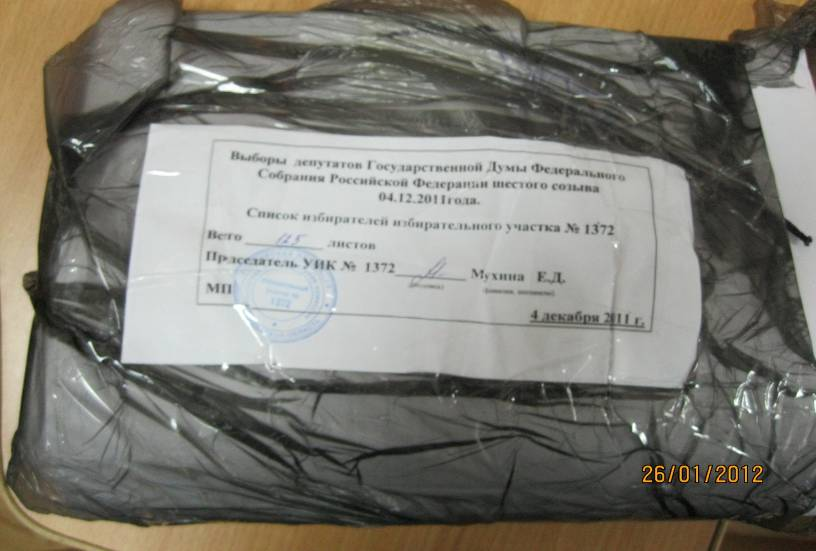 Выборы депутатов Государственной Думы Федерального
Собрания Российской Федерации шестого созыва
04.12.2011года.
Список избирателей избирательного участка № 1372
Всего 125 листов
Председатель УИК № 1372 Мухина Е.Д.
(подпись) (фамилия, инициалы)
МП
1372
4 декабря 2011 г.
26/01/2012